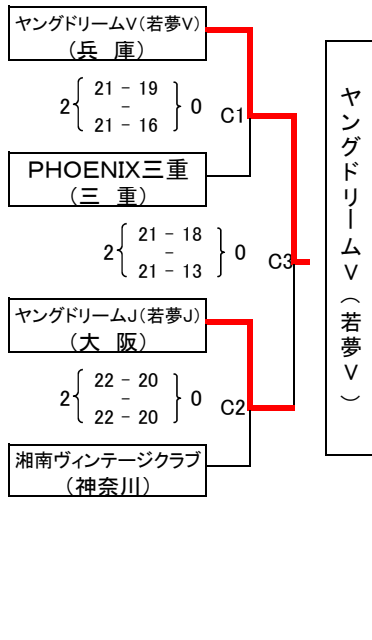 ヤングドリームV(若夢V)
(兵 庫)
21 - 19
2 - 0
21 - 16
C1
PHOENIX三重
(三 重)
21 - 18
2 - 0
21 - 13
C3
ヤングドリームJ(若夢J)
(大 阪)
22 - 20
2 - 0
22 - 20
C2
湘南ヴィンテージクラブ
(神奈川)
ヤングドリームV(若夢V)